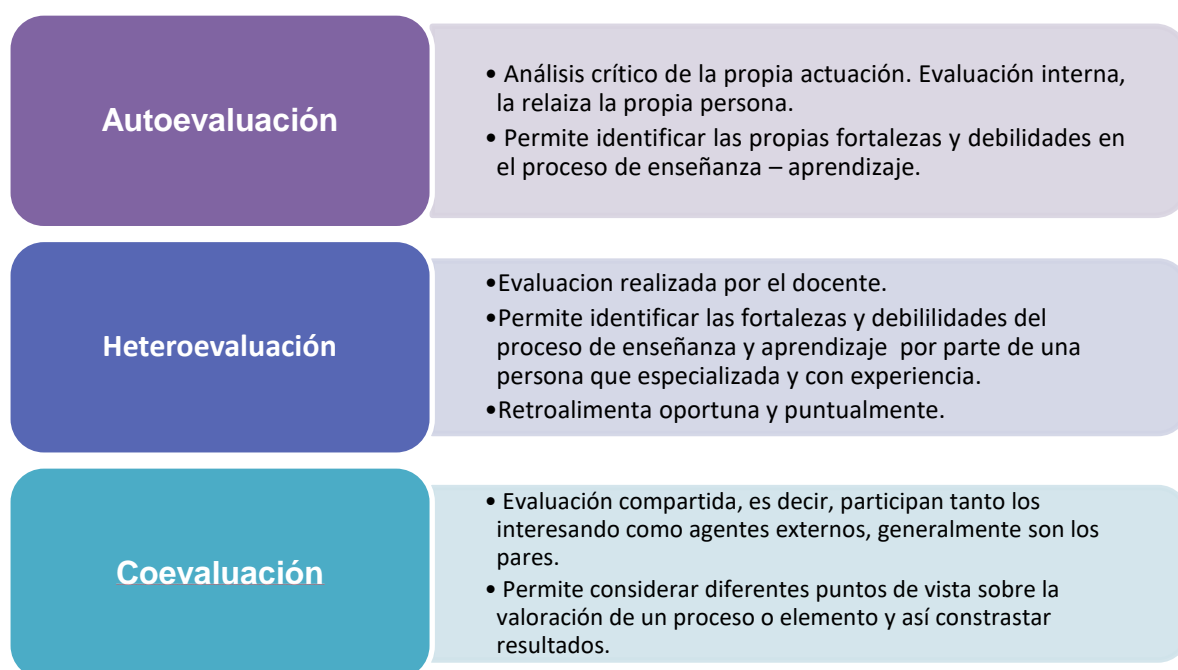 Autoevaluación
• Análisis crítico de la propia actuación. Evaluación interna,
la relaiza la propia persona.
• Permite identificar las propias fortalezas y debilidades en
el proceso de enseñanza – aprendizaje.
Heteroevaluación
•Evaluacion realizada por el docente.
•Permite identificar las fortalezas y debililidades del
proceso de enseñanza y aprendizaje por parte de una
persona que especializada y con experiencia.
•Retroalimenta oportuna y puntualmente.
Coevaluación
• Evaluación compartida, es decir, participan tanto los
interesando como agentes externos, generalmente son los
pares.
• Permite considerar diferentes puntos de vista sobre la
valoración de un proceso o elemento y así constrastar
resultados.